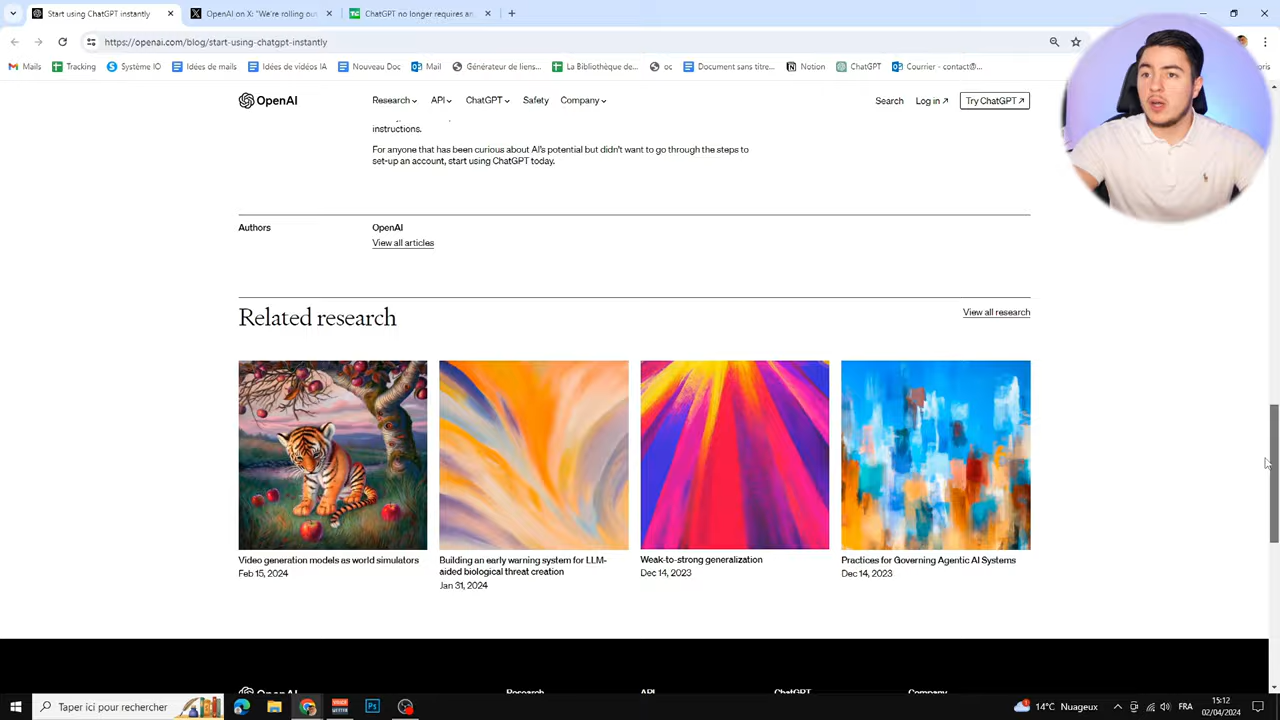 Start using ChatGPT instantly
OpenAI on X: "We're rolling out
ChatGPT no longer requires an
https://openai.com/blog/start-using-chatgpt-instantly
Mails
Tracking
Système IO
Idées de mails
Idées de vidéos IA
Nouveau Doc
Mail
Générateur de liens...
La Bibliothèque de...
oc
Document sans titre...
Notion
ChatGPT
Courrier - contact@...
OpenAI
Research
API
ChatGPT
Safety
Company
Search
Log in ↗
Try ChatGPT ↗
instructions.
For anyone that has been curious about AI's potential but didn't want to go through the steps to
set-up an account, start using ChatGPT today.
Authors
OpenAI
View all articles
Related research
View all research
Video generation models as world simulators
Feb 15, 2024
Building an early warning system for LLM-
aided biological threat creation
Jan 31, 2024
Weak-to-strong generalization
Dec 14, 2023
Practices for Governing Agentic AI Systems
Dec 14, 2023
OpenAI
Research
API
ChatGPT
Company
Taper ici pour rechercher
14°C Nuageux
FRA
15:12
02/04/2024